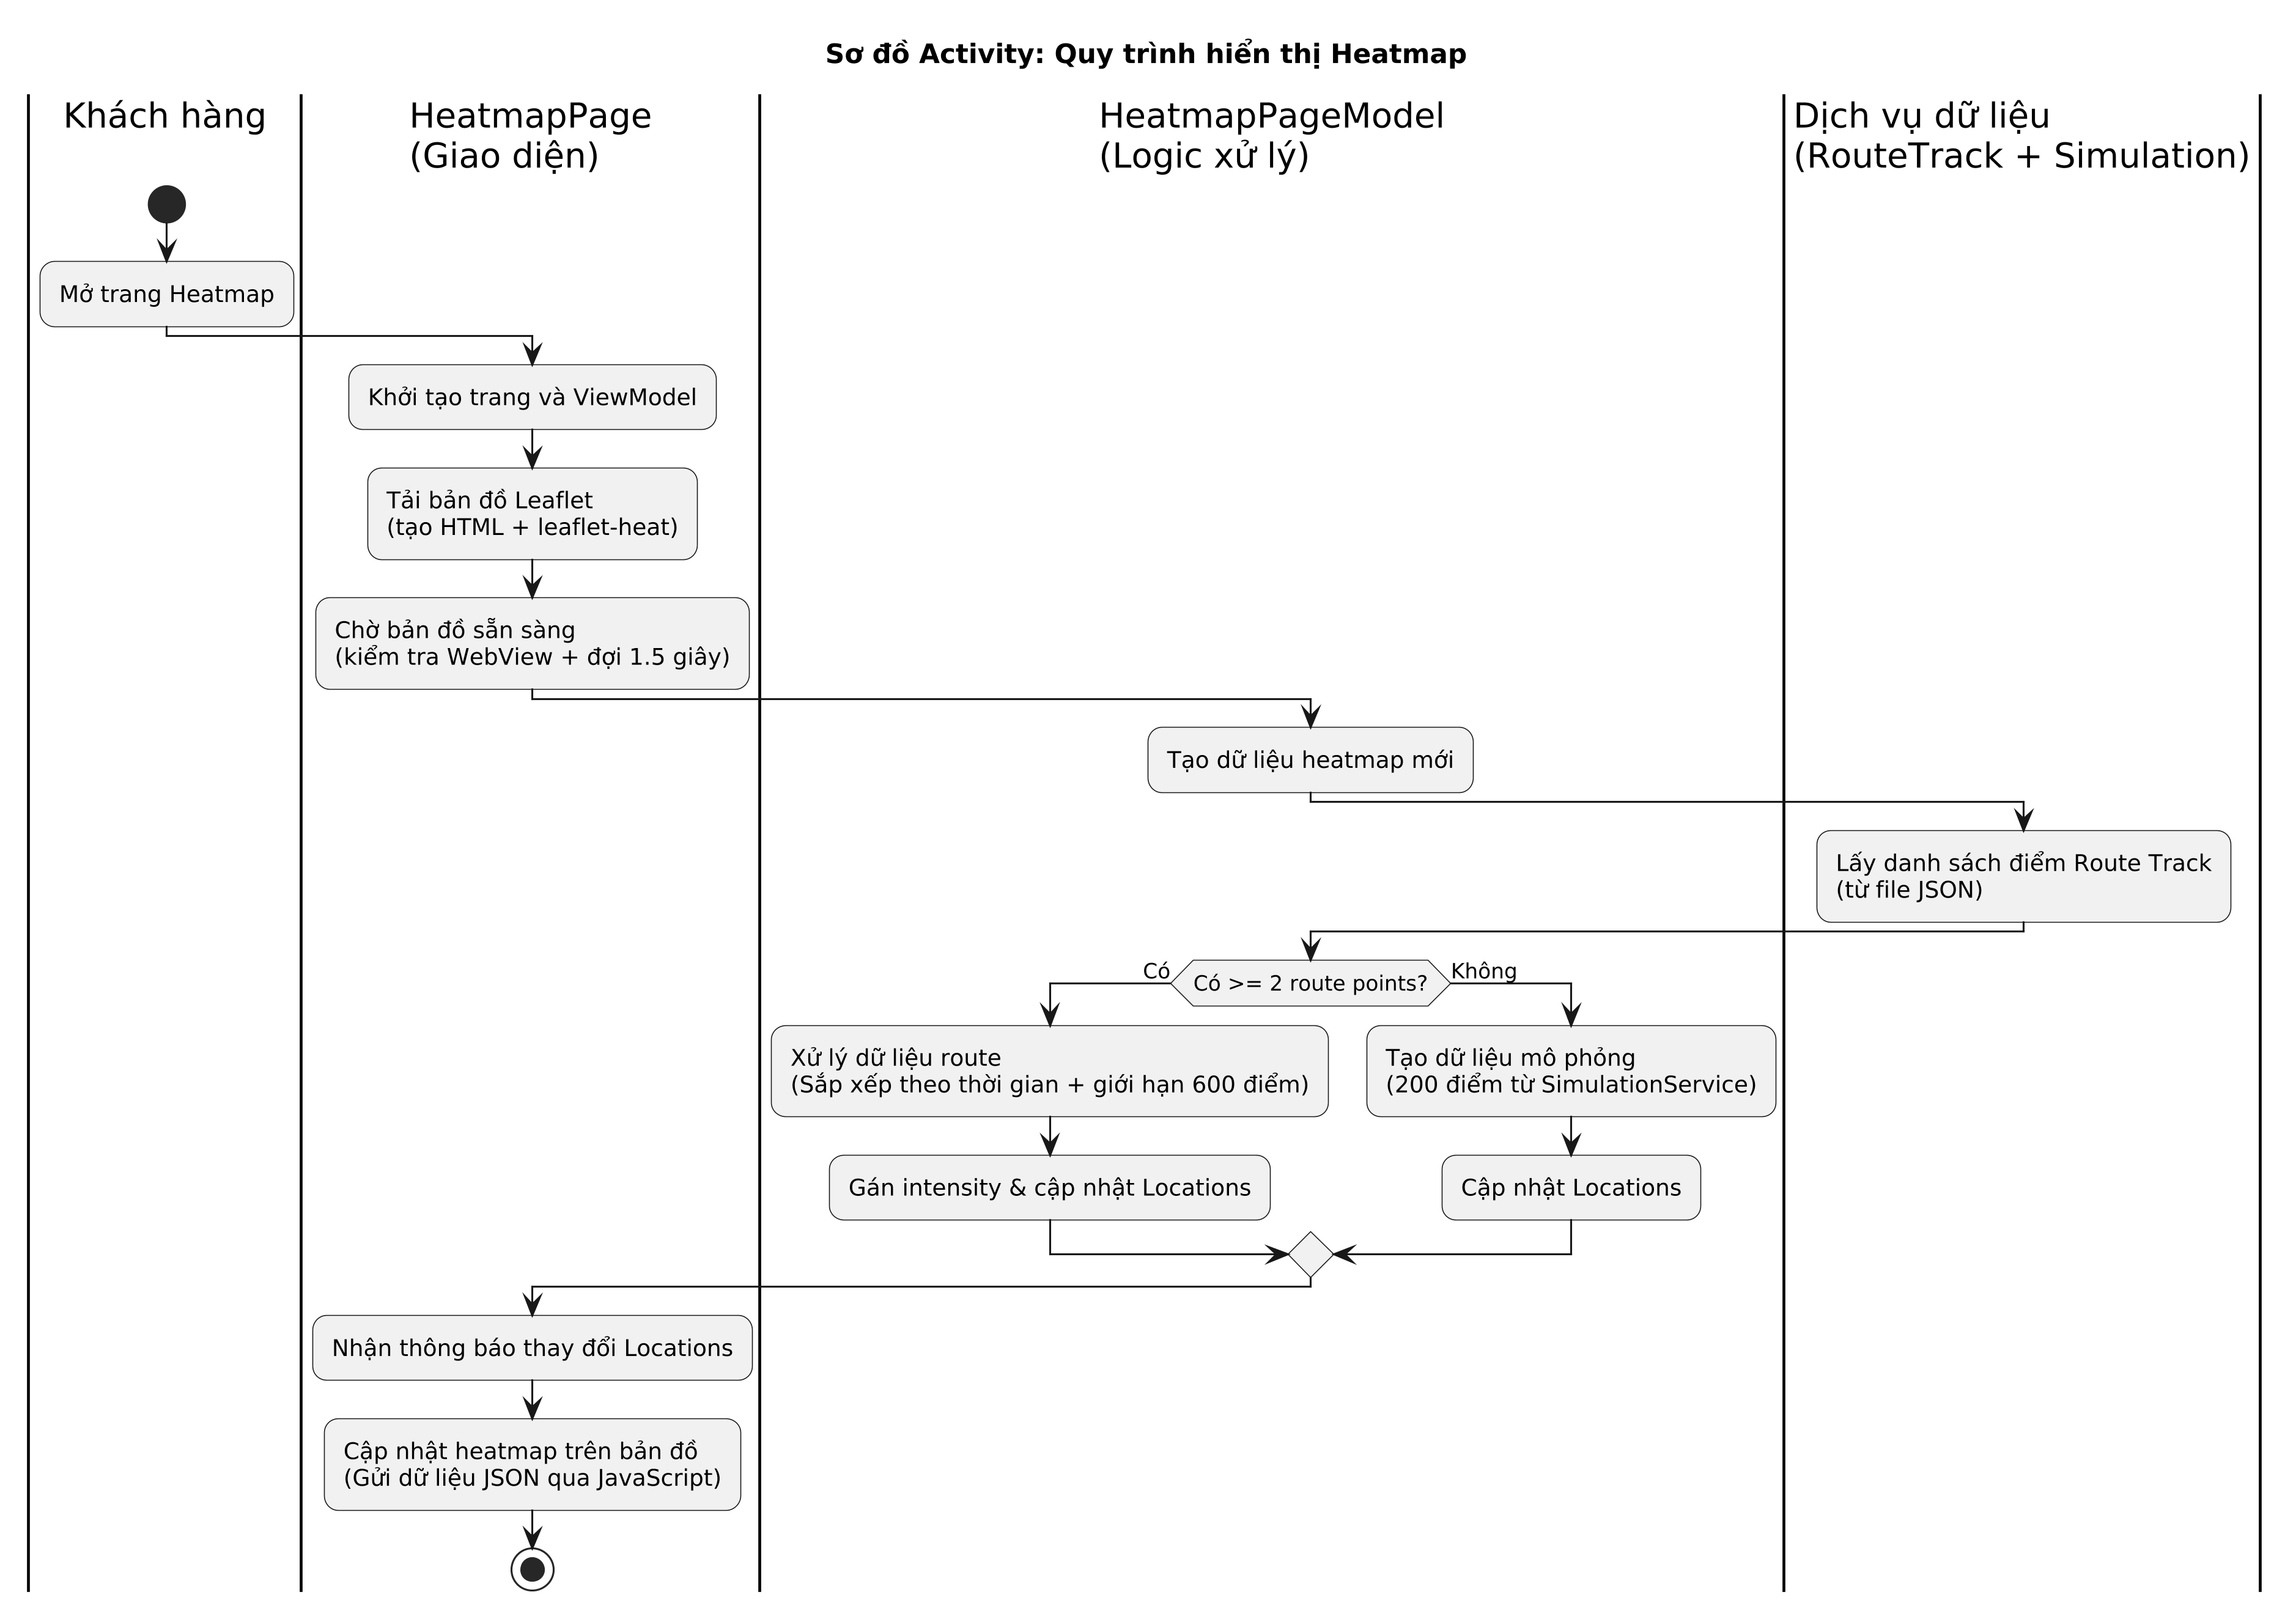 Sơ đồ Activity: Quy trình hiển thị Heatmap
Khách hàng
HeatmapPage
(Giao diện)
HeatmapPageModel
(Logic xử lý)
Dịch vụ dữ liệu
(RouteTrack + Simulation)
Mở trang Heatmap
Khởi tạo trang và ViewModel
Tải bản đồ Leaflet
(tạo HTML + leaflet-heat)
Chờ bản đồ sẵn sàng
(kiểm tra WebView + đợi 1.5 giây)
Tạo dữ liệu heatmap mới
Lấy danh sách điểm Route Track
(từ file JSON)
Có
Có >= 2 route points?
Không
Xử lý dữ liệu route
(Sắp xếp theo thời gian + giới hạn 600 điểm)
Tạo dữ liệu mô phỏng
(200 điểm từ SimulationService)
Gán intensity & cập nhật Locations
Cập nhật Locations
Nhận thông báo thay đổi Locations
Cập nhật heatmap trên bản đồ
(Gửi dữ liệu JSON qua JavaScript)